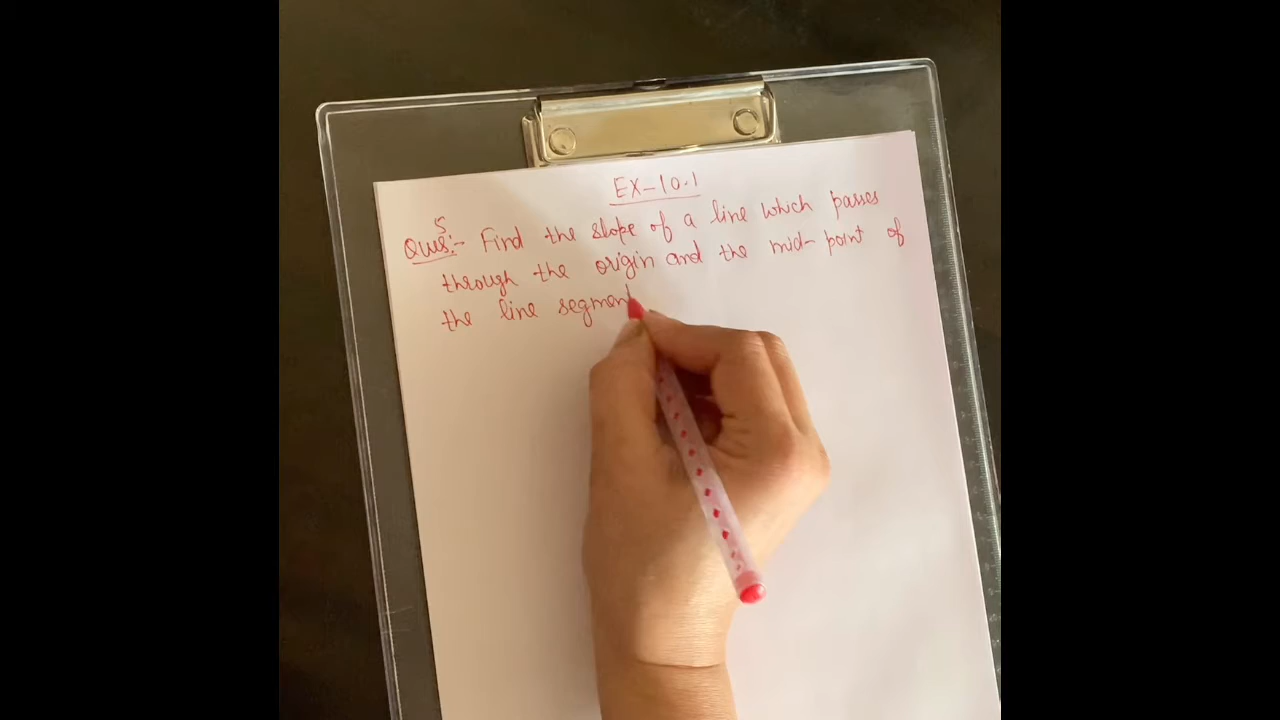 EX-10.1
5
Ques:- Find the slope of a line which passes
through the origin and the mid-point of
the line segment